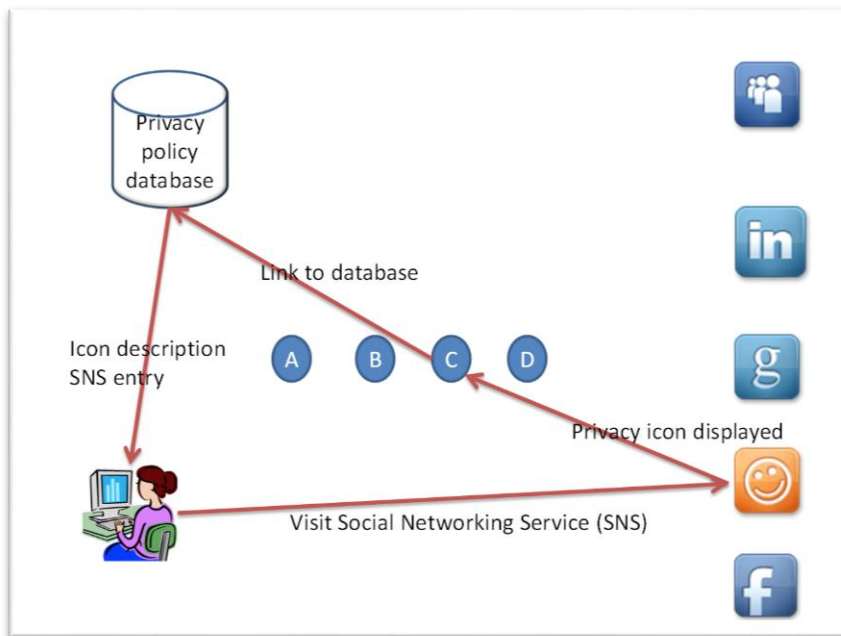 Privacy
policy
database
in
Link to database
Icon description
SNS entry
A
B
C
D
g
Privacy icon displayed
Visit Social Networking Service (SNS)
f